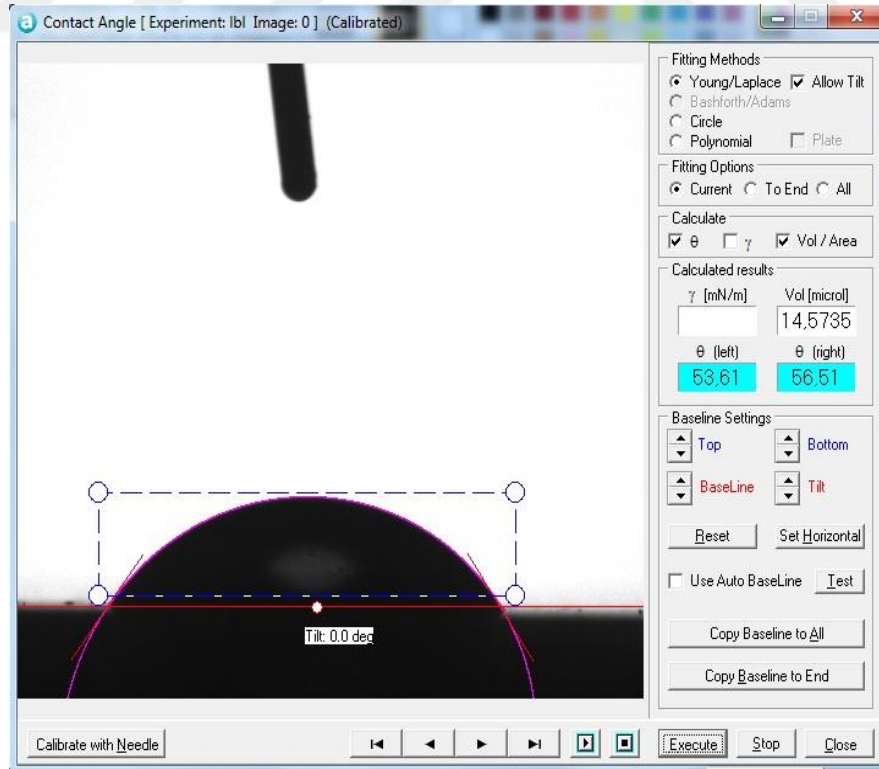 Contact Angle [ Experiment: lbl Image: 0 ] (Calibrated)
Fitting Methods
Young/Laplace Allow Tilt
Bashforth/Adams
Circle
Polynomial Plate
Fitting Options
Current To End All
Calculate
θ γ Vol / Area
Calculated results
γ [mN/m] Vol [microl]
14,5735
θ (left) θ (right)
53,61 56,51
Baseline Settings
Top Bottom
BaseLine Tilt
Reset Set Horizontal
Use Auto BaseLine Test
Tilt: 0.0 deg
Copy Baseline to All
Copy Baseline to End
Calibrate with Needle Execute Stop Close